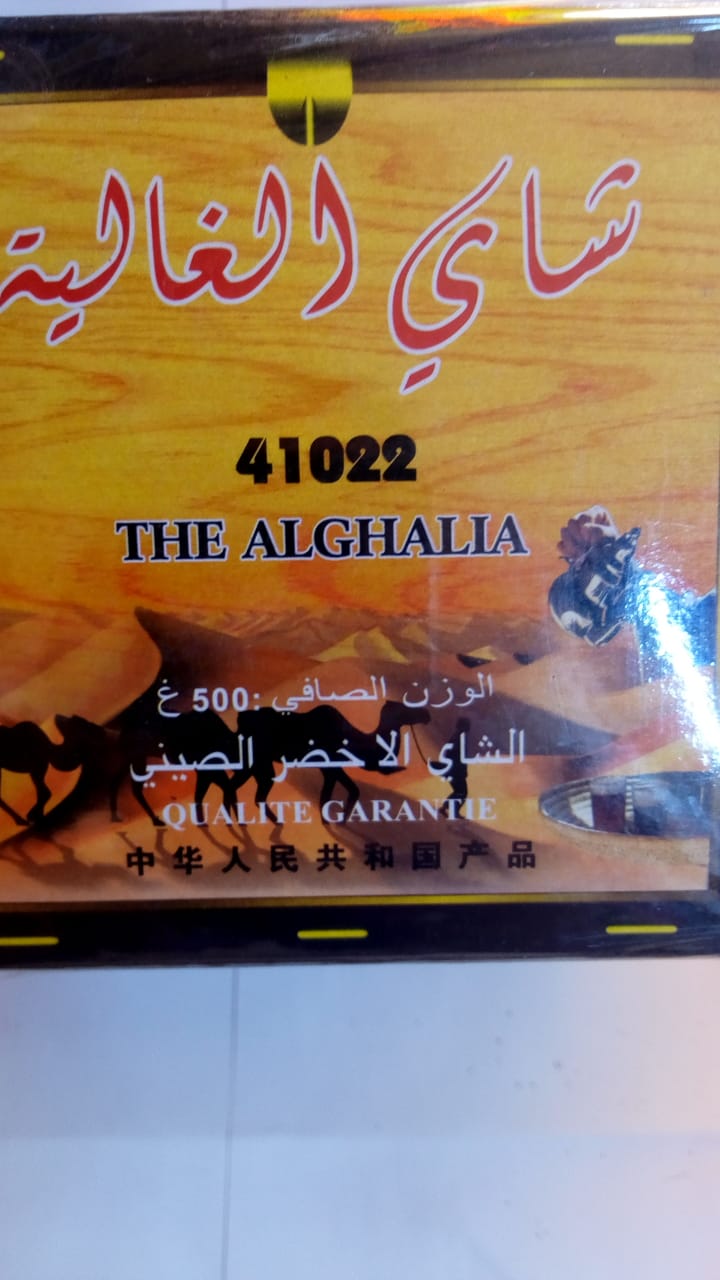 شاي الغالية
41022
THE ALGHALIA
الوزن الصافي :500 غ
الشاي الاخضر الصيني
QUALITE GARANTIE
中华人民共和国产品